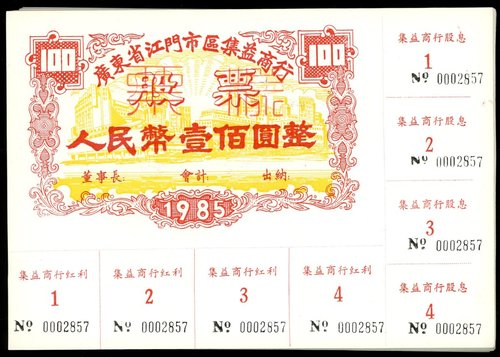 廣東省江門市區集益商行
100
100
股票
人民幣壹佰圓整
董事長:
會計:
出納:
1985
集益商行股息
1
Nº 0002857
集益商行股息
2
Nº 0002857
集益商行股息
3
Nº 0002857
集益商行股息
4
Nº 0002857
集益商行紅利
1
Nº 0002857
集益商行紅利
2
Nº 0002857
集益商行紅利
3
Nº 0002857
集益商行紅利
4
Nº 0002857